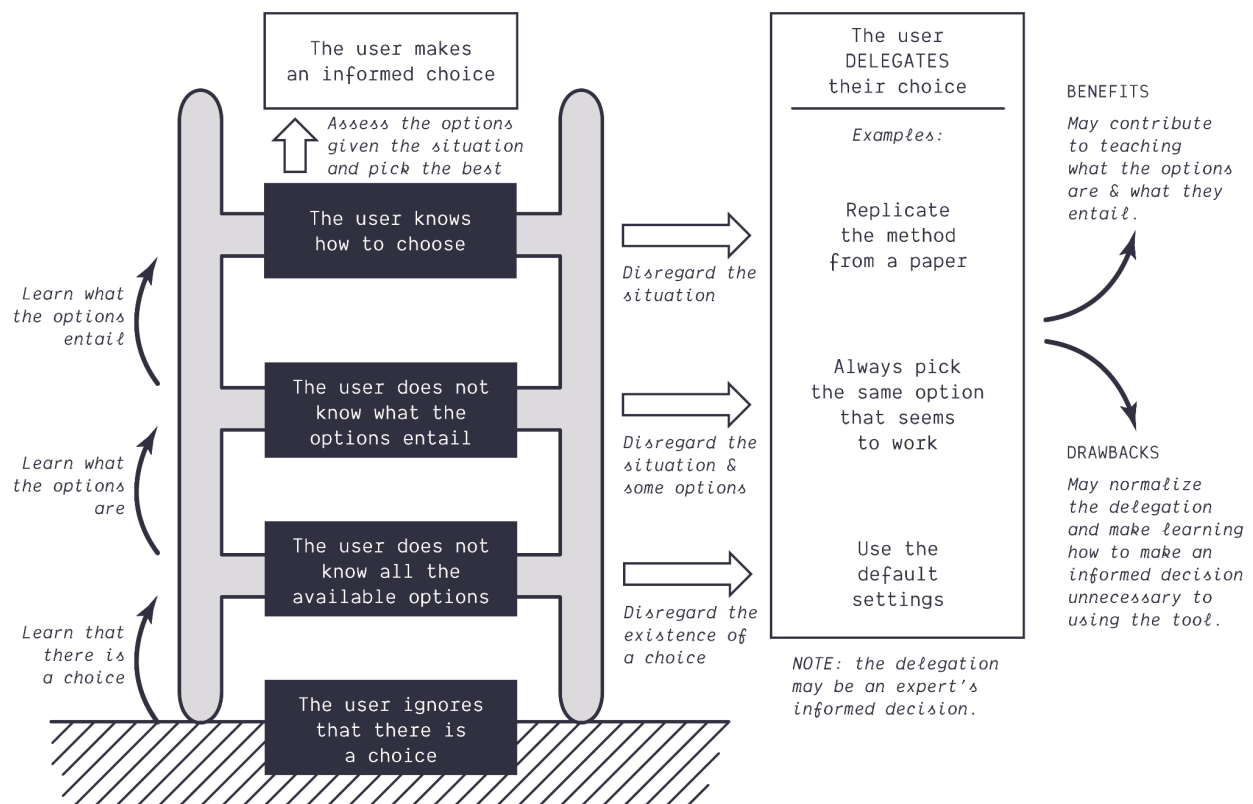 The user makes
an informed choice
Assess the options
given the situation
and pick the best
The user knows
how to choose
Learn what
the options
entail
The user does not
know what the
options entail
Learn what
the options
are
The user does not
know all the
available options
Learn that
there is
a choice
The user ignores
that there is
a choice
Disregard the
situation
Disregard the
situation &
some options
Disregard the
existence of
a choice
The user
DELEGATES
their choice
Examples:
Replicate
the method
from a paper
Always pick
the same option
that seems
to work
Use the
default
settings
NOTE: the delegation
may be an expert's
informed decision.
BENEFITS
May contribute
to teaching
what the options
are & what they
entail.
DRAWBACKS
May normalize
the delegation
and make learning
how to make an
informed decision
unnecessary to
using the tool.